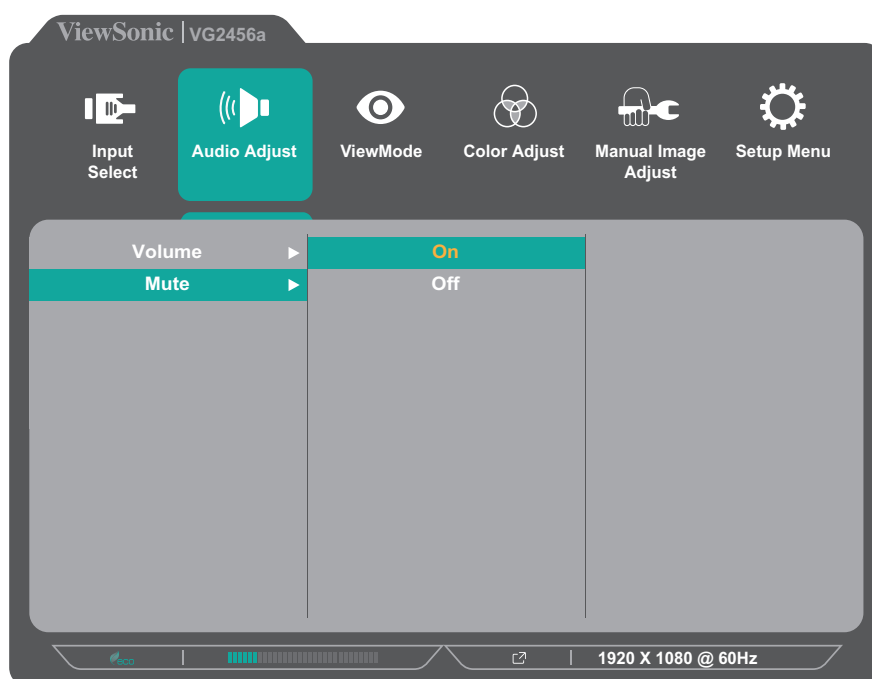 ViewSonic | VG2456a
Input
Select
Audio Adjust
ViewMode
Color Adjust
Manual Image
Adjust
Setup Menu
Volume
On
Mute
Off
eco
1920 X 1080 @ 60Hz